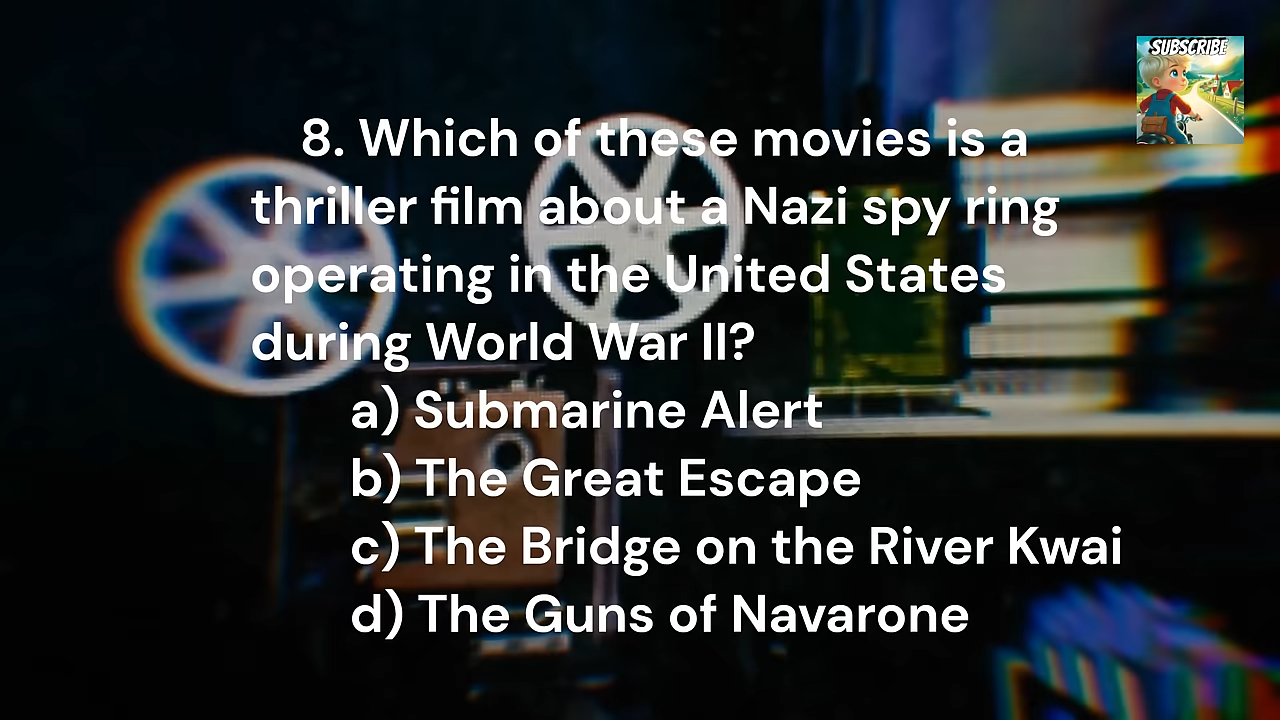 SUBSCRIBE
8. Which of these movies is a
thriller film about a Nazi spy ring
operating in the United States
during World War II?
a) Submarine Alert
b) The Great Escape
c) The Bridge on the River Kwai
d) The Guns of Navarone